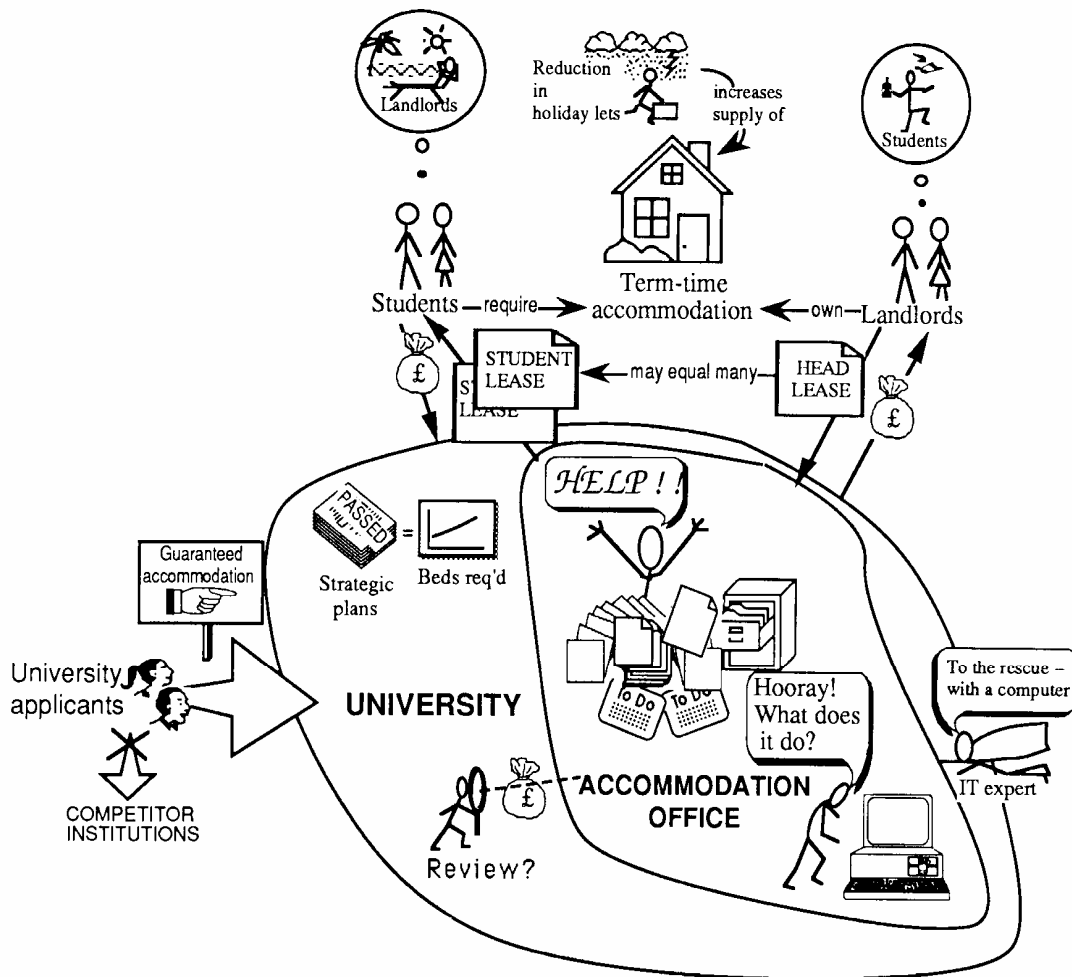 Landlords
Reduction
in
holiday lets
increases
supply of
Students
Term-time
accommodation
Students
require
own
Landlords
£
STUDENT
LEASE
LEASE
may equal many
HEAD
LEASE
£
HELP ! !
PASSED
=
Strategic
plans
Beds req'd
Guaranteed
accommodation
University
applicants
COMPETITOR
INSTITUTIONS
UNIVERSITY
TO DO
TO DO
Hooray!
What does
it do?
To the rescue –
with a computer
IT expert
£
Review?
ACCOMMODATION
OFFICE